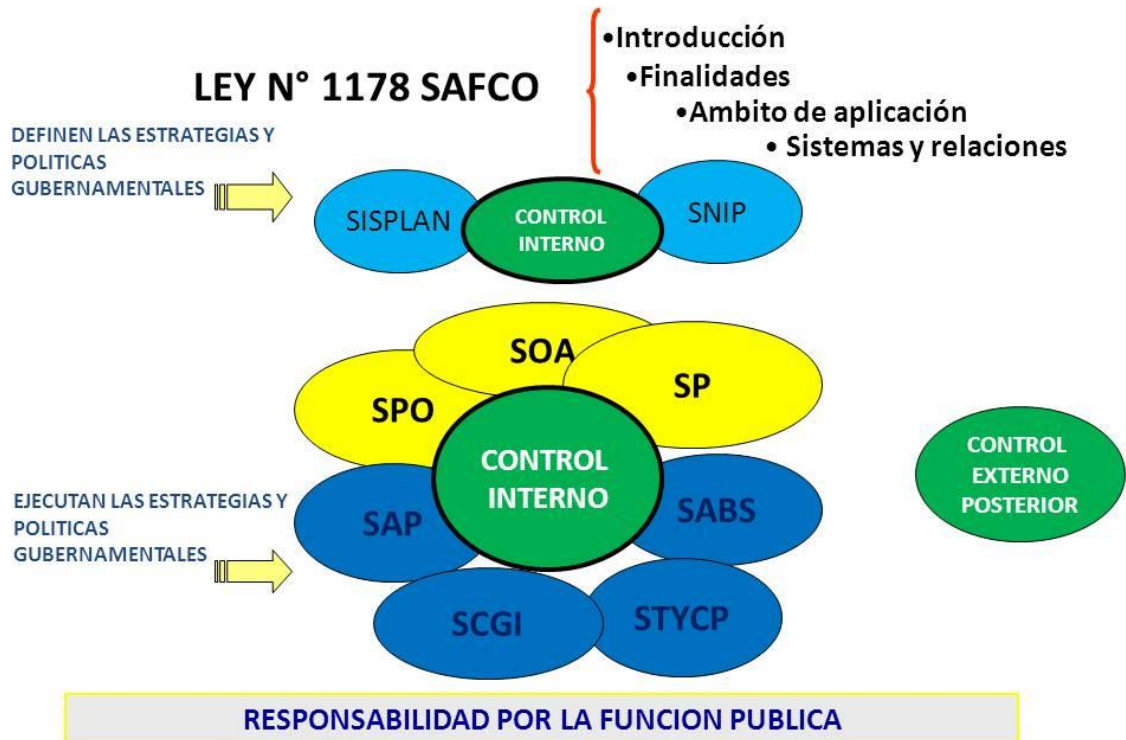 LEY N° 1178 SAFCO
•Introducción
•Finalidades
•Ambito de aplicación
• Sistemas y relaciones
DEFINEN LAS ESTRATEGIAS Y
POLITICAS
GUBERNAMENTALES
SISPLAN
CONTROL
INTERNO
SNIP
SOA
SPO
SP
CONTROL
INTERNO
CONTROL
EXTERNO
POSTERIOR
EJECUTAN LAS ESTRATEGIAS Y
POLITICAS
GUBERNAMENTALES
SAP
SABS
SCGI
STYCP
RESPONSABILIDAD POR LA FUNCION PUBLICA